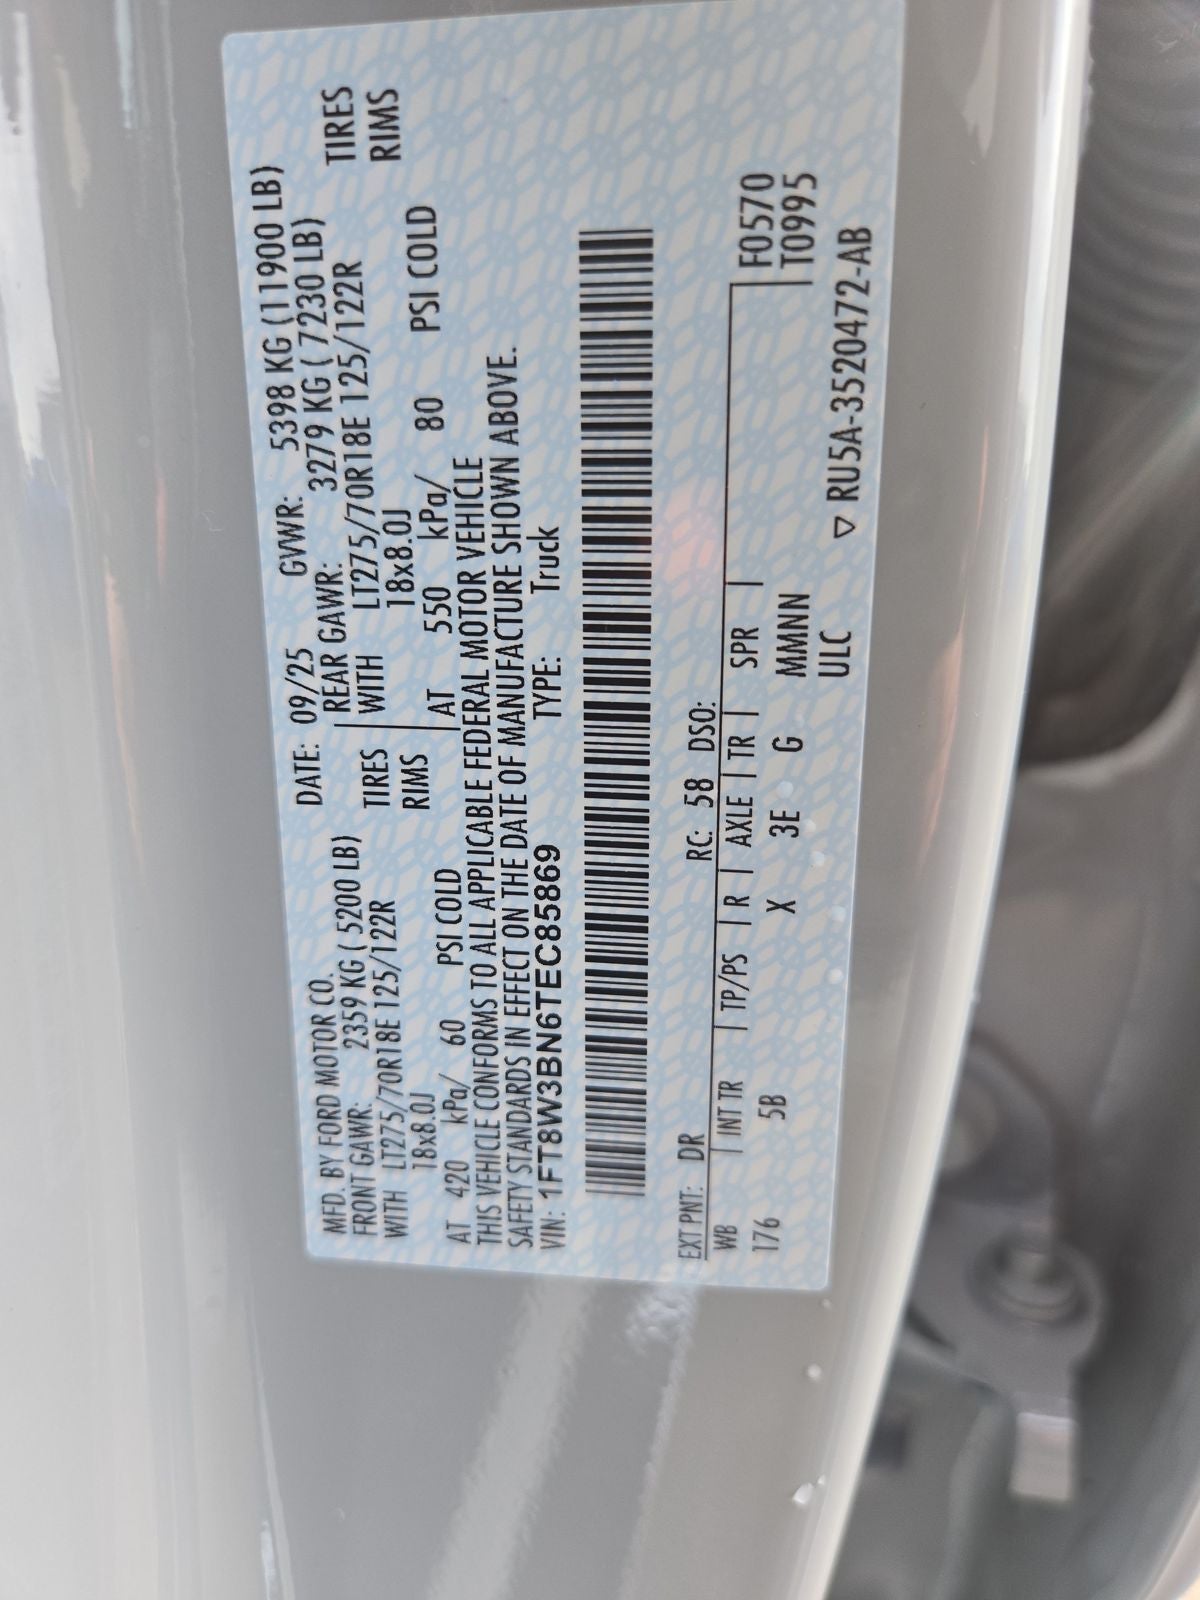 MFD. BY FORD MOTOR CO. DATE: 09/25 GVWR: 5398 KG (11900 LB)
FRONT GAWR: 2359 KG ( 5200 LB) REAR GAWR: 3279 KG ( 7230 LB)
WITH LT275/70R18E 125/122R TIRES WITH LT275/70R18E 125/122R TIRES
18x8.0J RIMS 18x8.0J RIMS
AT 420 kPa/ 60 PSI COLD AT 550 kPa/ 80 PSI COLD
THIS VEHICLE CONFORMS TO ALL APPLICABLE FEDERAL MOTOR VEHICLE
SAFETY STANDARDS IN EFFECT ON THE DATE OF MANUFACTURE SHOWN ABOVE.
VIN: 1FT8W3BN6TEC85869 TYPE: Truck
EXT PNT: DR RC: 58 DSO:
WB INT TR TP/PS R AXLE TR SPR F0570
176 5B X 3E G MMNN T0995
ULC ▽ RU5A-3520472-AB